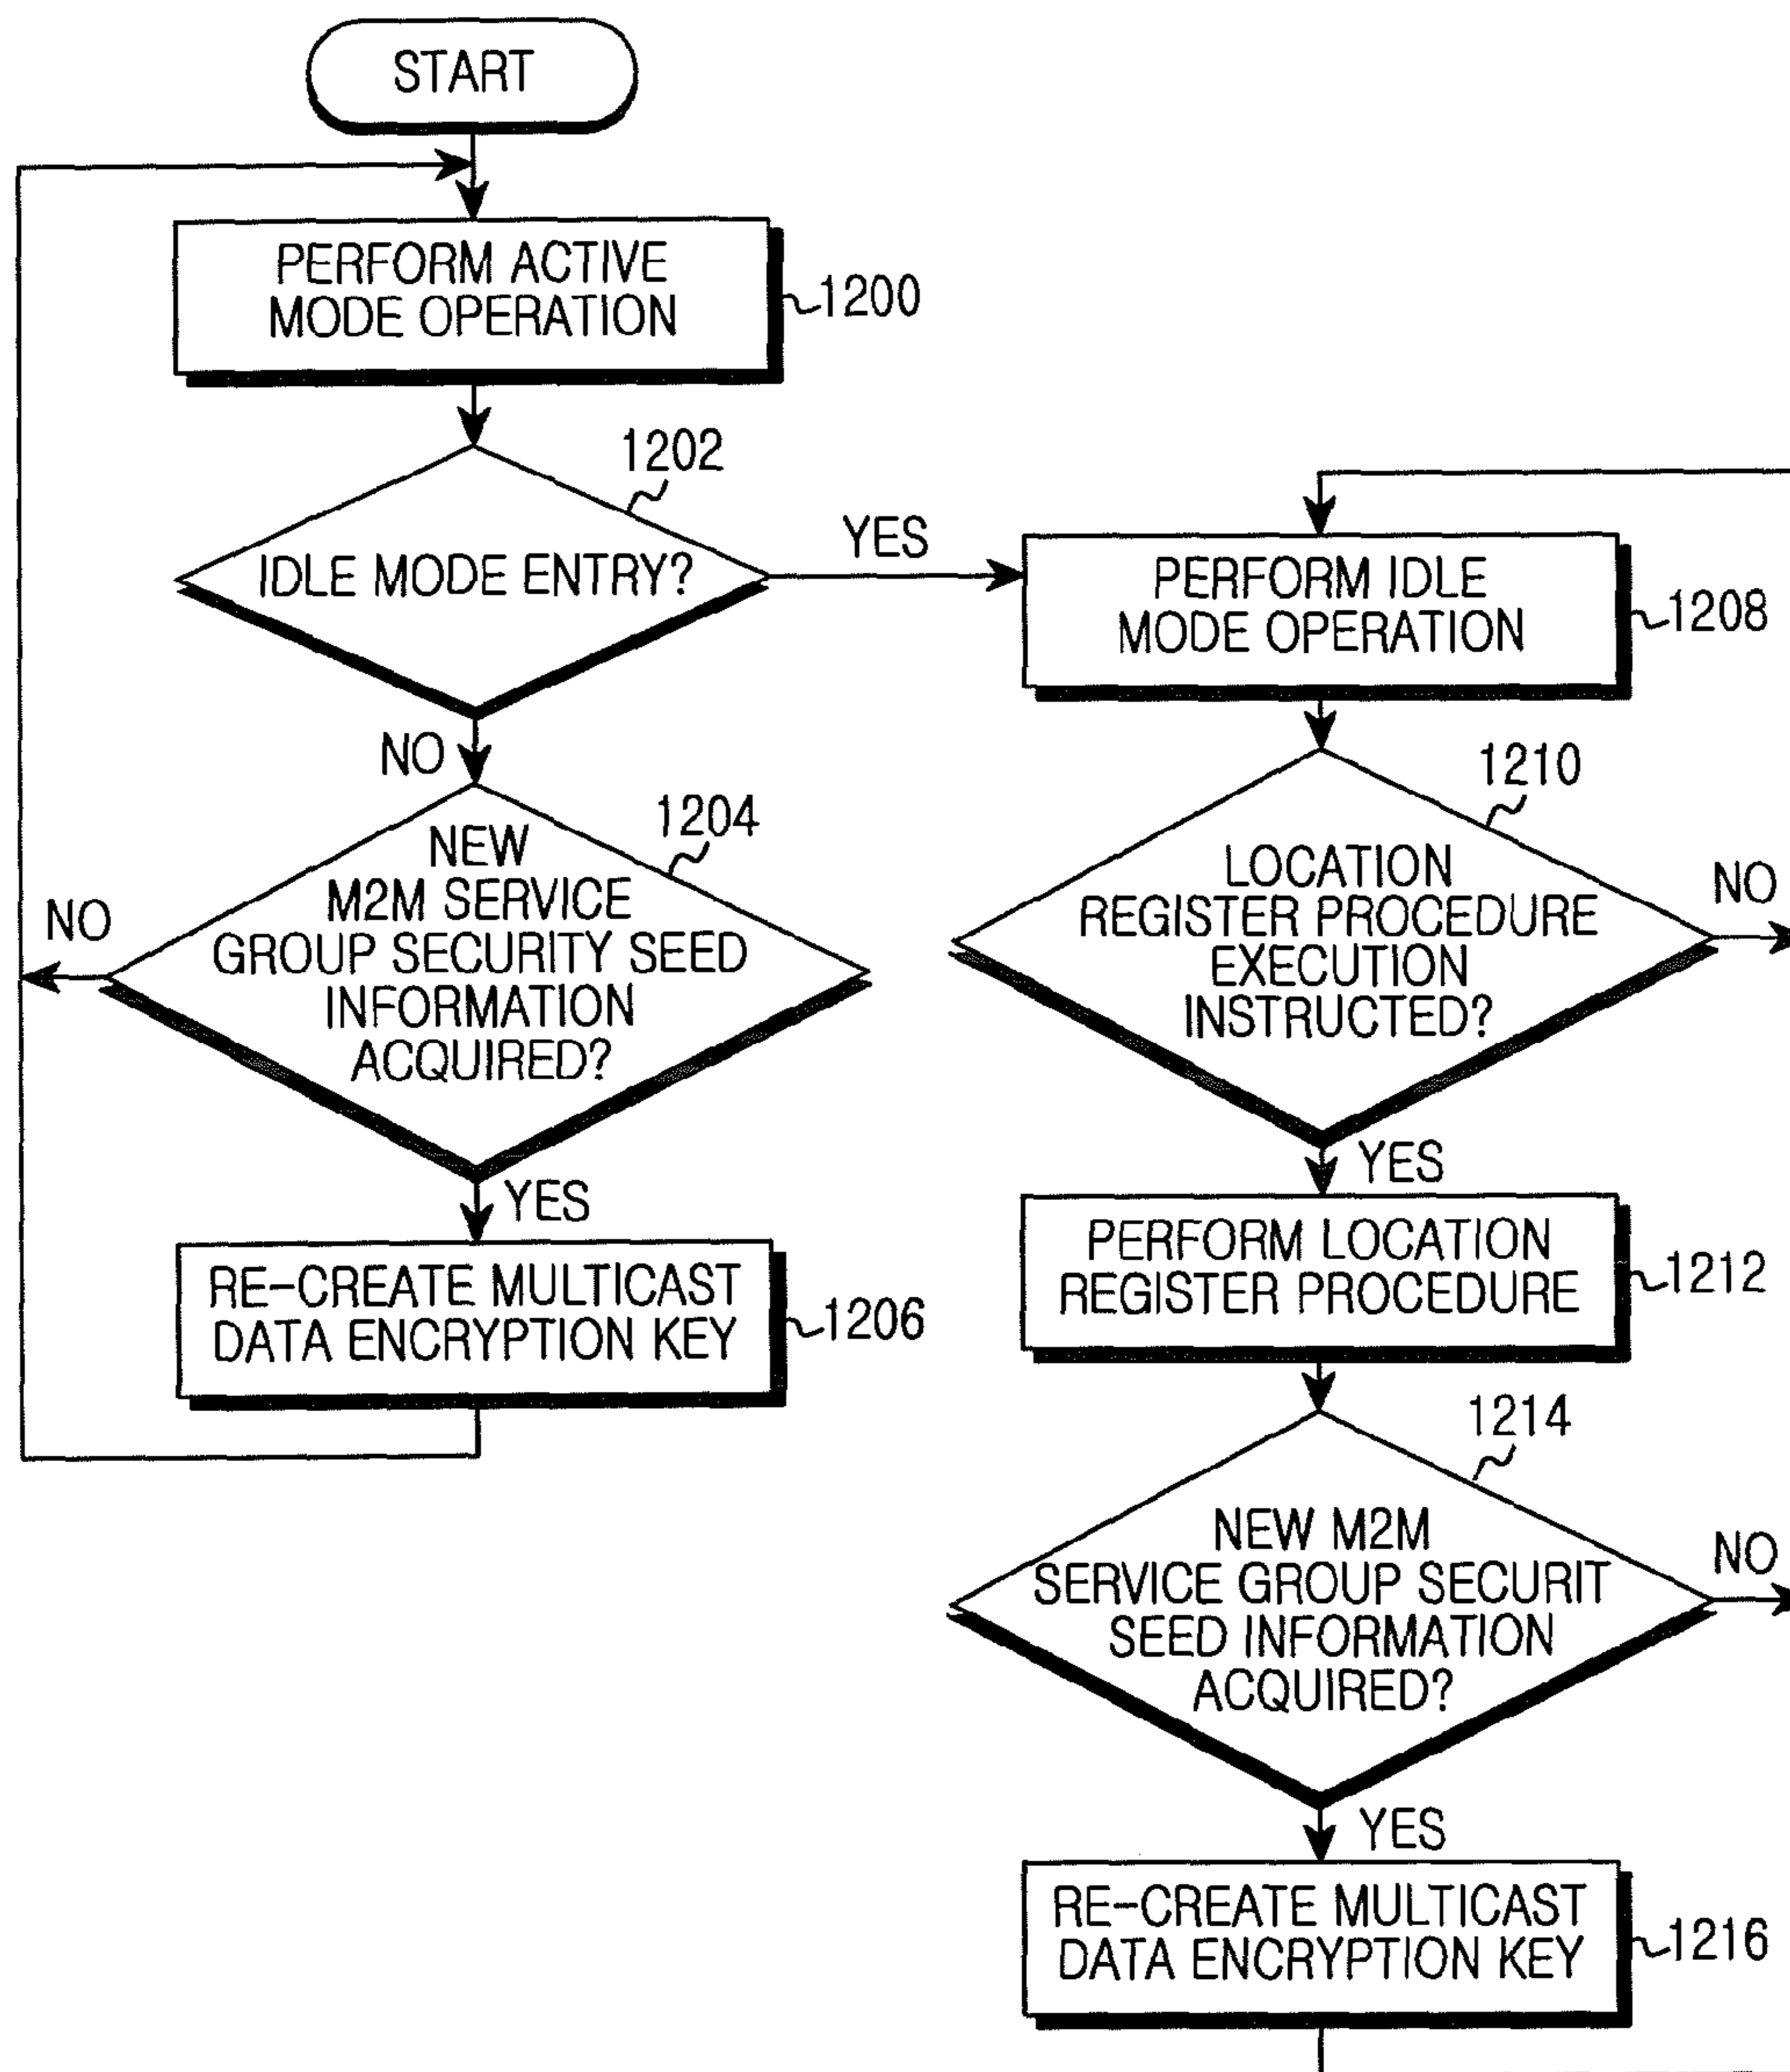 START
PERFORM ACTIVE
MODE OPERATION
1200
1202
IDLE MODE ENTRY?
YES
NO
1204
NEW
M2M SERVICE
GROUP SECURITY SEED
INFORMATION
ACQUIRED?
NO
YES
RE-CREATE MULTICAST
DATA ENCRYPTION KEY
1206
PERFORM IDLE
MODE OPERATION
1208
1210
LOCATION
REGISTER PROCEDURE
EXECUTION
INSTRUCTED?
NO
YES
PERFORM LOCATION
REGISTER PROCEDURE
1212
1214
NEW M2M
SERVICE GROUP SECURIT
SEED INFORMATION
ACQUIRED?
NO
YES
RE-CREATE MULTICAST
DATA ENCRYPTION KEY
1216